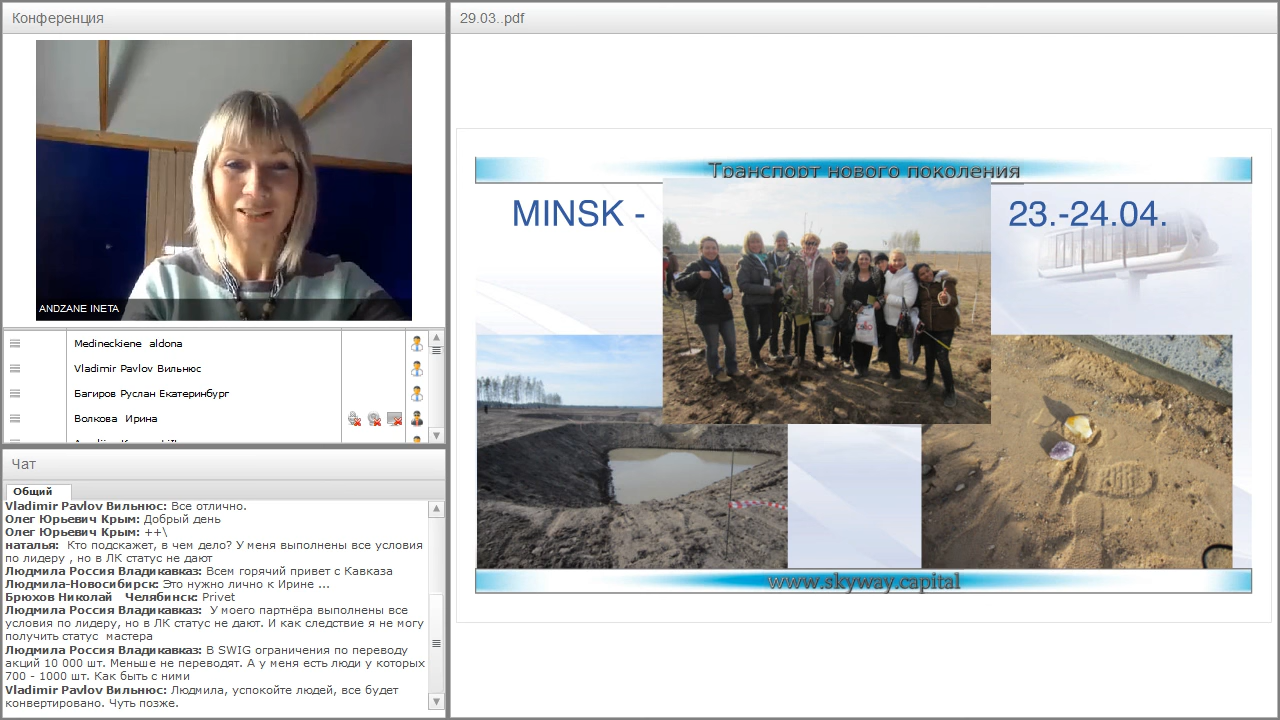 Конференция
ANDZANE INETA
Medineckiene aldona
Vladimir Pavlov Вильнюс
Багиров Руслан Екатеринбург
Волкова Ирина
Чат
Общий
Vladimir Pavlov Вильнюс: Все отлично.
Олег Юрьевич Крым: Добрый день
Олег Юрьевич Крым: ++\
наталья: Кто подскажет, в чем дело? У меня выполнены все условия
по лидеру , но в ЛК статус не дают
Людмила Россия Владикавказ: Всем горячий привет с Кавказа
Людмила-Новосибирск: Это нужно лично к Ирине ...
Брюхов Николай Челябинск: Prive
Людмила Россия Владикавказ: У моего партнёра выполнены все
условия по лидеру, но в ЛК статус не дают. И как следствие я не могу
получить статус мастера
Людмила Россия Владикавказ: В SWIG ограничения по переводу
акций 10 000 шт. Меньше не переводят. А у меня есть люди у которых
700 - 1000 шт. Как быть с ними
Vladimir Pavlov Вильнюс: Людмила, успокойте людей, все будет
конвертировано. Чуть позже.
29.03..pdf
Транспорт нового поколения
MINSK - 23.-24.04.
www.skyway.capital